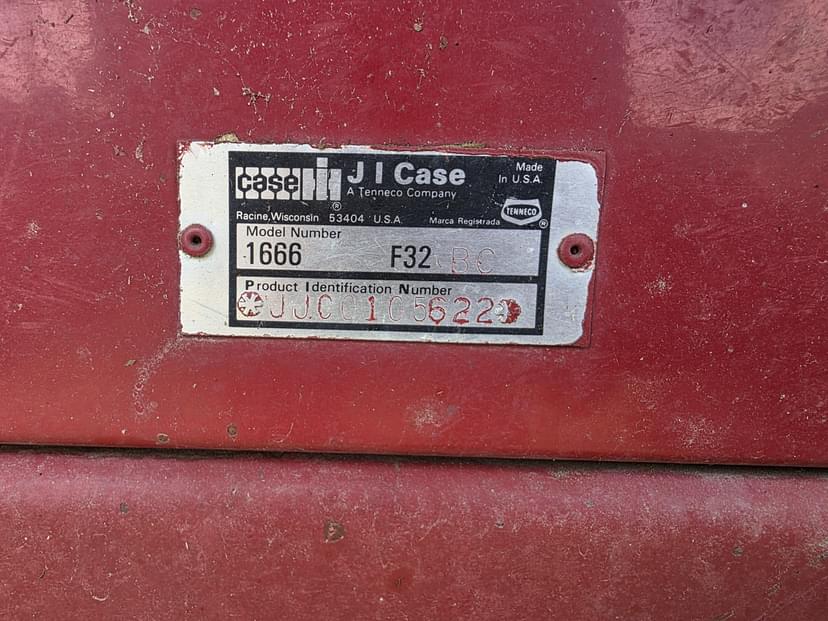 case IH ® J I Case
A Tenneco Company
Made
In U.S.A.
Racine, Wisconsin 53404 U.S.A. Marca Registrada TENNECO ®
Model Number
1666 F32 BC
Product Identification Number
JJC0105622